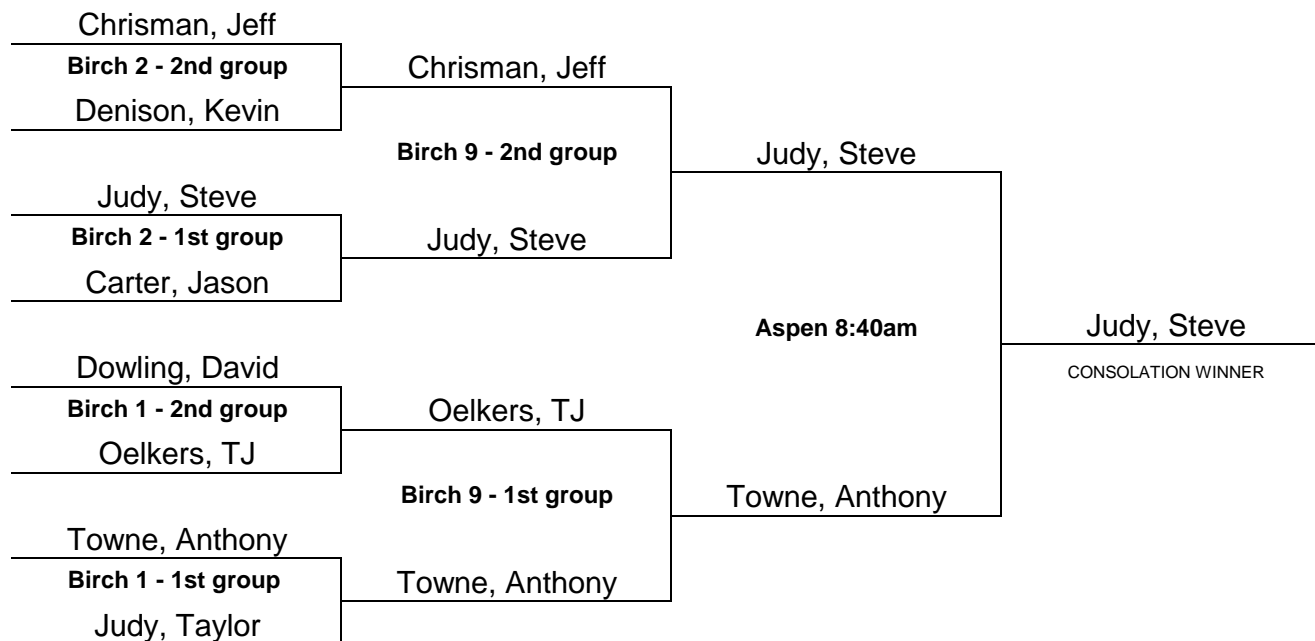 Chrisman, Jeff
Birch 2 - 2nd group
Chrisman, Jeff
Denison, Kevin
Birch 9 - 2nd group
Judy, Steve
Judy, Steve
Birch 2 - 1st group
Judy, Steve
Carter, Jason
Aspen 8:40am
Judy, Steve
Dowling, David
CONSOLATION WINNER
Birch 1 - 2nd group
Oelkers, TJ
Oelkers, TJ
Birch 9 - 1st group
Towne, Anthony
Towne, Anthony
Birch 1 - 1st group
Towne, Anthony
Judy, Taylor